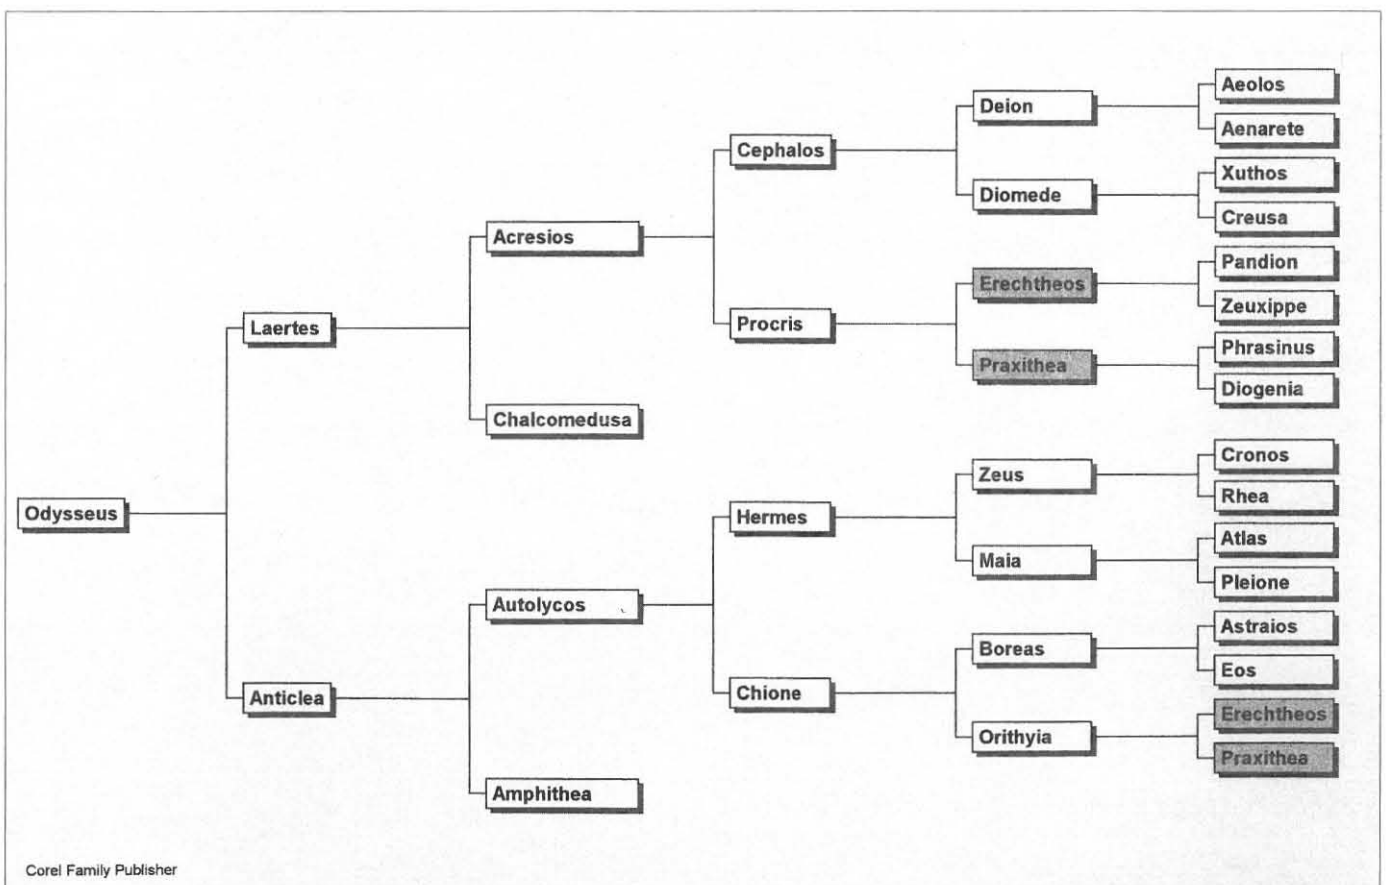 Aeolos
Deion
Aenarete
Cephalos
Xuthos
Diomede
Creusa
Acresios
Pandion
Erechtheos
Zeuxippe
Laertes
Procris
Phrasinus
Praxithea
Diogenia
Chalcomedusa
Cronos
Zeus
Rhea
Odysseus
Hermes
Atlas
Maia
Pleione
Autolycos
Astraios
Boreas
Eos
Anticlea
Chione
Erechtheos
Orithyia
Praxithea
Amphithea
Corel Family Publisher